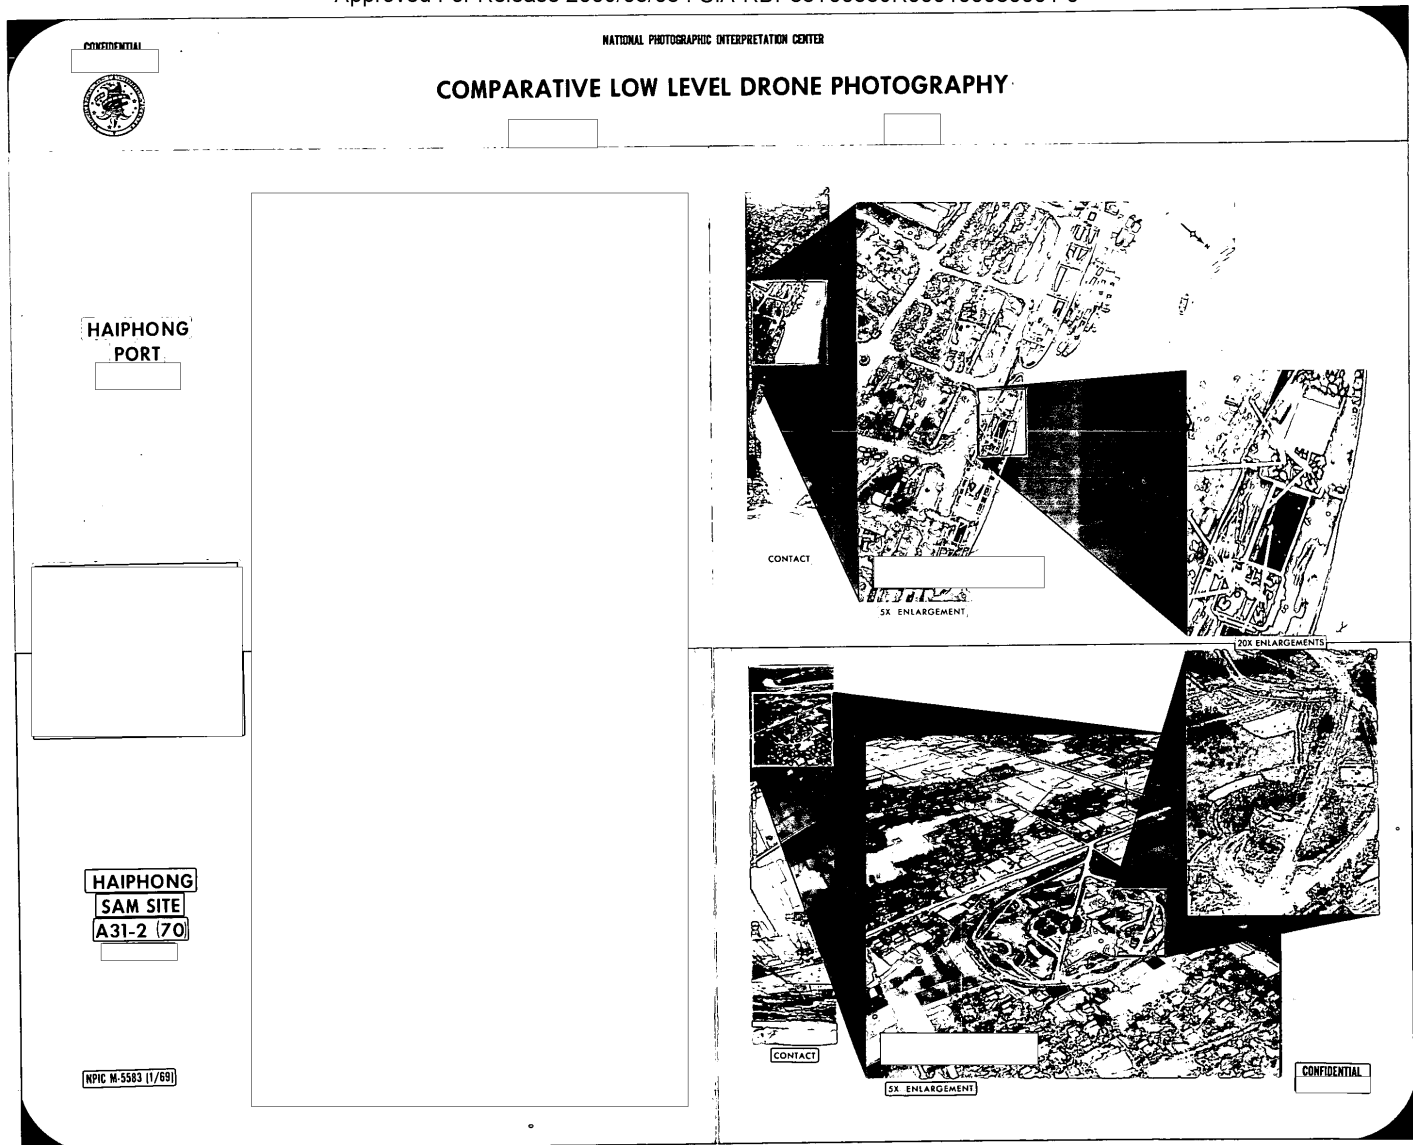 NATIONAL PHOTOGRAPHIC INTERPRETATION CENTER
CONFIDENTIAL
COMPARATIVE LOW LEVEL DRONE PHOTOGRAPHY
HAIPHONG
PORT
CONTACT
5X ENLARGEMENT
20X ENLARGEMENTS
HAIPHONG
SAM SITE
A31-2 (70)
CONTACT
5X ENLARGEMENT
NPIC M-5583 (1/69)
CONFIDENTIAL